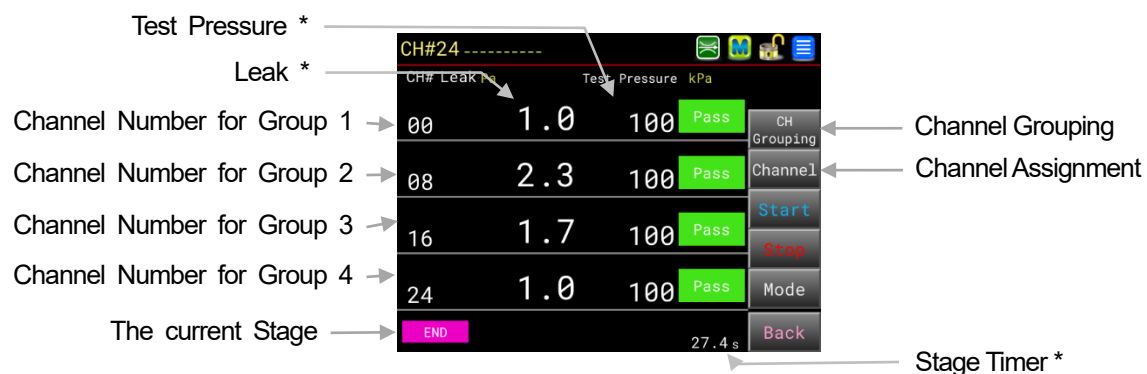 Test Pressure *
Leak *
Channel Number for Group 1
Channel Number for Group 2
Channel Number for Group 3
Channel Number for Group 4
The current Stage
CH#24 ----------
M
CH# Leak Pa Test Pressure kPa
00 1.0 100 Pass
08 2.3 100 Pass
16 1.7 100 Pass
24 1.0 100 Pass
END 27.4 s
CH
Grouping
Channel
Start
Stop
Mode
Back
Channel Grouping
Channel Assignment
Stage Timer *